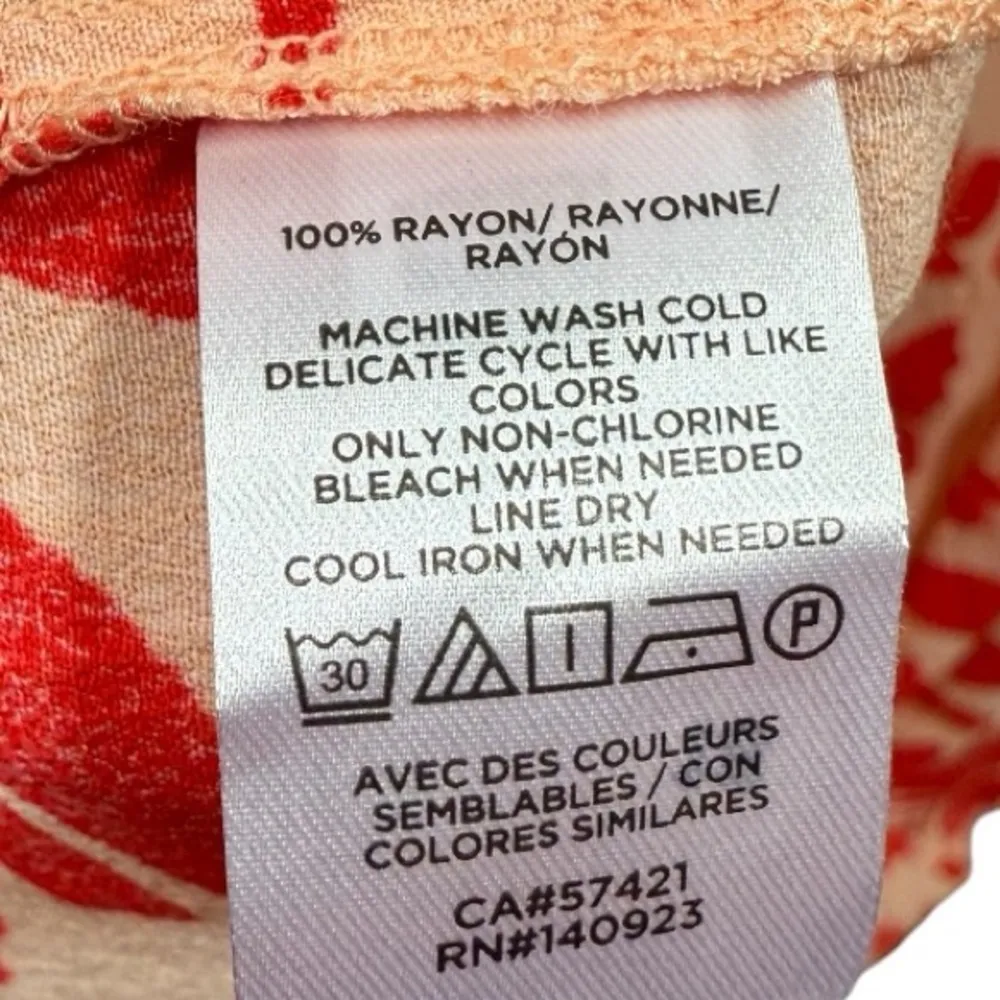 100% RAYON/ RAYONNE/
RAYÓN
MACHINE WASH COLD
DELICATE CYCLE WITH LIKE
COLORS
ONLY NON-CHLORINE
BLEACH WHEN NEEDED
LINE DRY
COOL IRON WHEN NEEDED
30 P
AVEC DES COULEURS
SEMBLABLES / CON
COLORES SIMILARES
CA#57421
RN#140923